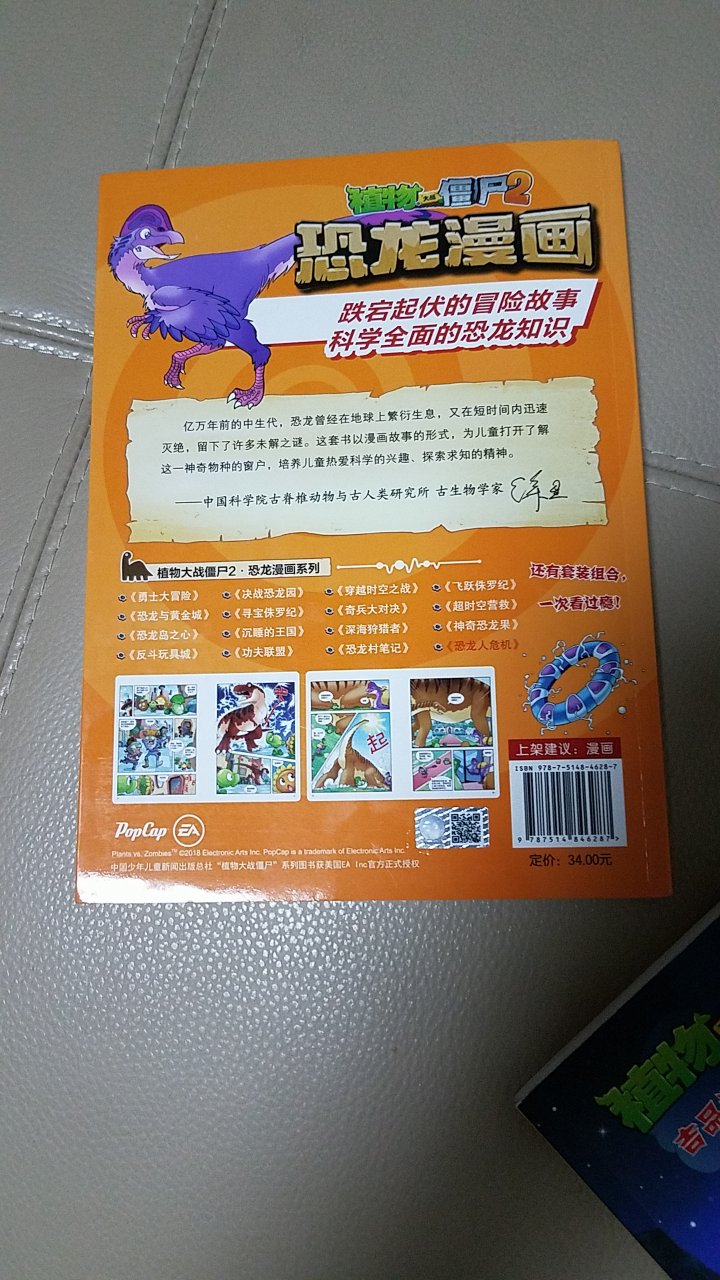 植物大战僵尸2
恐龙漫画
跌宕起伏的冒险故事
科学全面的恐龙知识
亿万年前的中生代，恐龙曾经在地球上繁衍生息，又在短时间内迅速
灭绝，留下了许多未解之谜。这套书以漫画故事的形式，为儿童打开了解
这一神奇物种的窗户，培养儿童热爱科学的兴趣、探索求知的精神。
——中国科学院古脊椎动物与古人类研究所 古生物学家
植物大战僵尸2·恐龙漫画系列
《勇士大冒险》
《恐龙与黄金城》
《恐龙岛之心》
《反斗玩具城》
《决战恐龙园》
《寻宝侏罗纪》
《沉睡的王国》
《功夫联盟》
《穿越时空之战》
《奇兵大对决》
《深海狩猎者》
《恐龙村笔记》
《飞跃侏罗纪》
《超时空营救》
《神奇恐龙果》
《恐龙人危机》
还有套装组合，
一次看过瘾！
起
上架建议：漫画
ISBN 978-7-5148-4628-7
9 787514 846287 >
定价：34.00元
PopCap EA
Plants vs. Zombies™ ©2018 Electronic Arts Inc. PopCap is a trademark of Electronic Arts Inc.
中国少年儿童新闻出版总社“植物大战僵尸”系列图书获美国EA Inc官方正式授权
植物
吉品